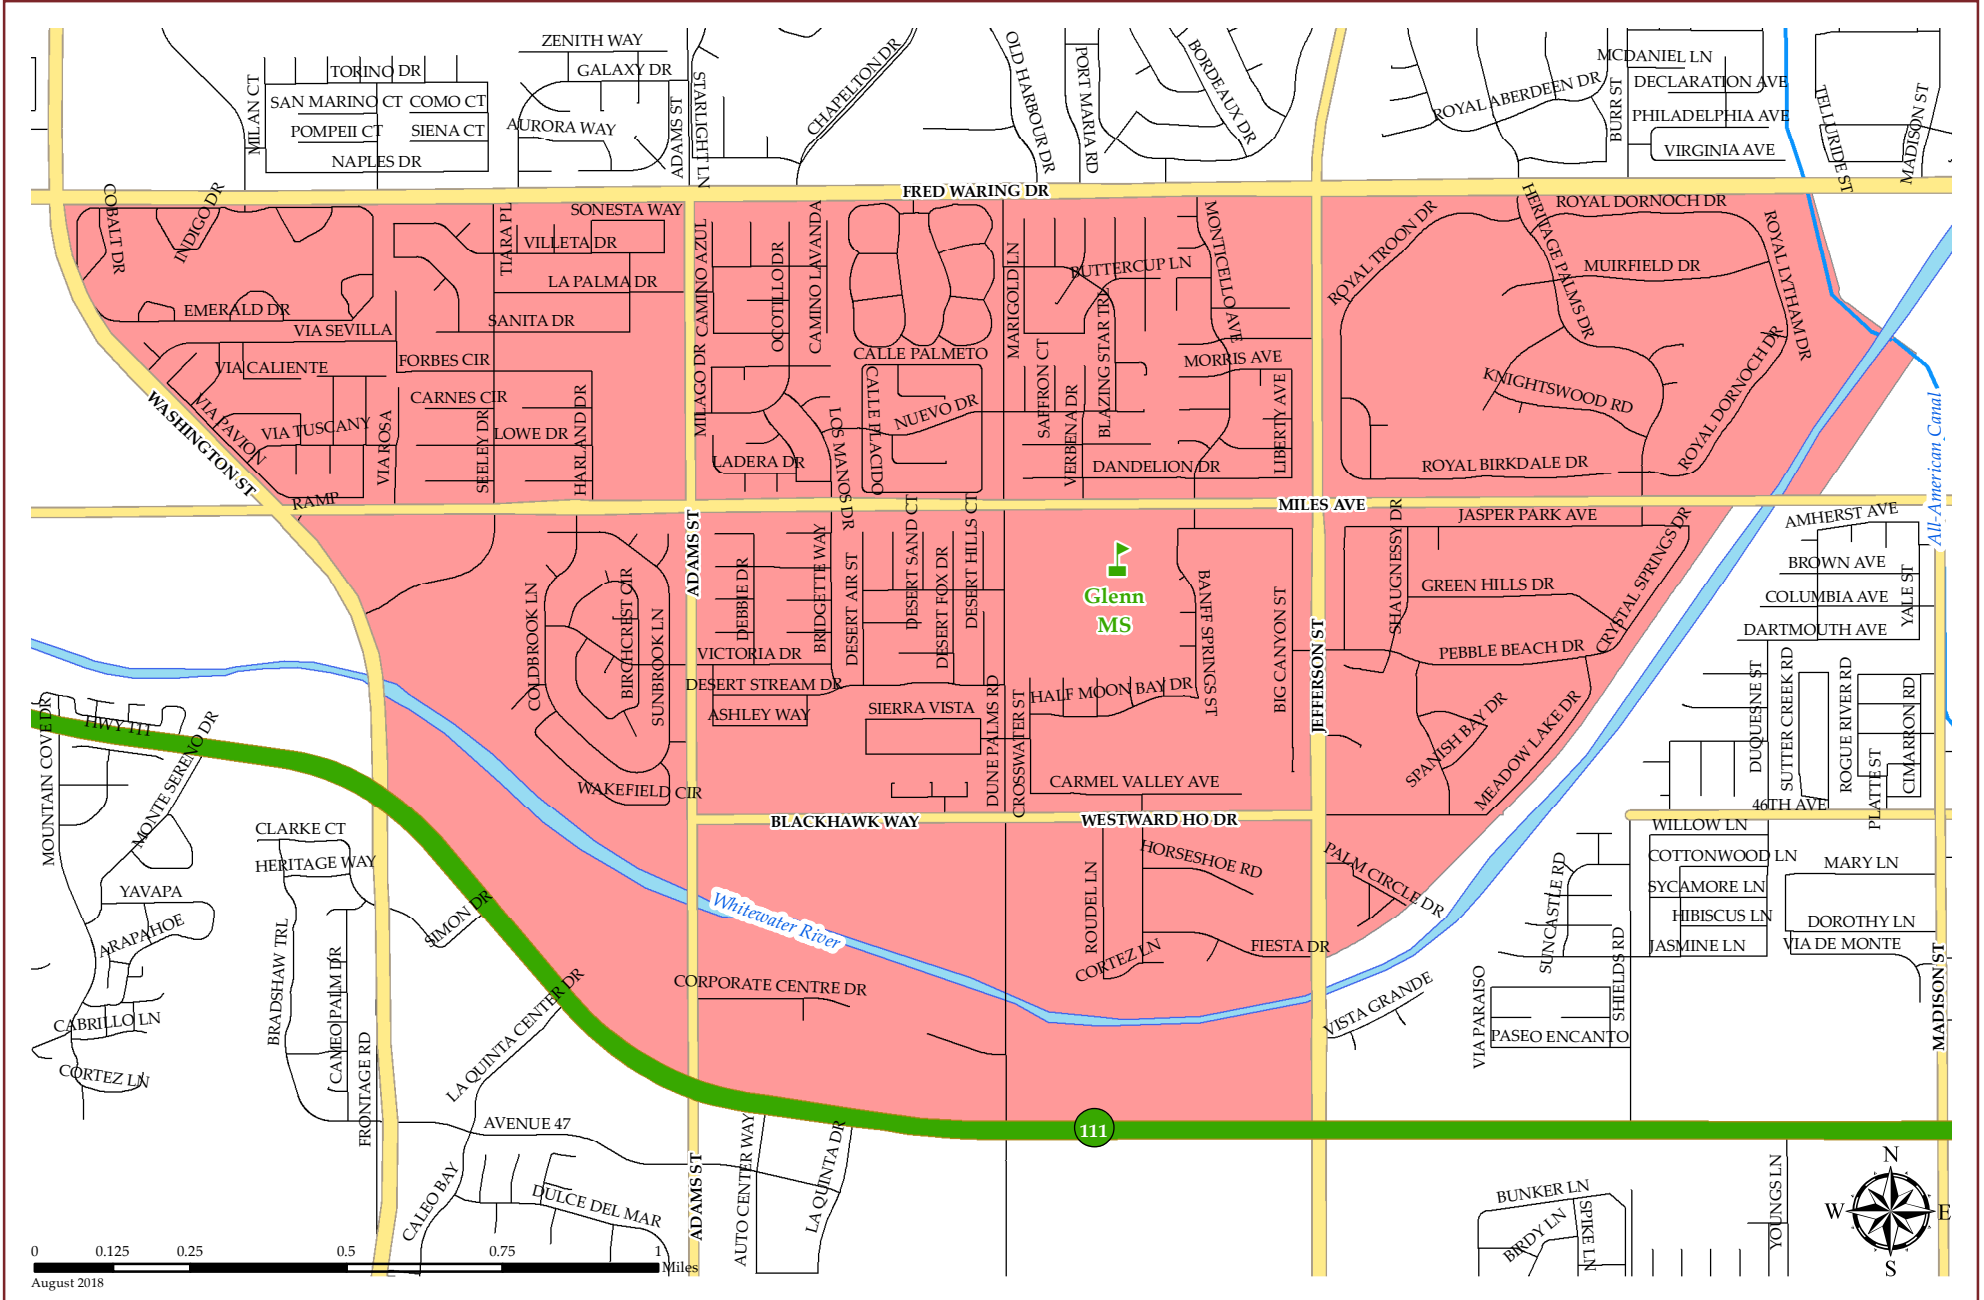 ZENITH WAY
GALAXY DR
TORINO DR
MILAN CT
SAN MARINO CT
COMO CT
POMPEII CT
SIENA CT
NAPLES DR
AURORA WAY
ADAMS ST
STARLIGHT LN
CHAPELTON DR
OLD HARBOUR DR
PORT MARIA RD
BORDEAUX DR
ROYAL ABERDEEN DR
BURR ST
MCDANIEL LN
DECLARATION AVE
PHILADELPHIA AVE
VIRGINIA AVE
TELLURIDE ST
MADISON ST
FRED WARING DR
COBALT DR
INDIGO DR
TIARA PL
SONESTA WAY
VILLETA DR
LA PALMA DR
EMERALD DR
VIA SEVILLA
SANITA DR
VIA CALIENTE
FORBES CIR
CARNES CIR
VIA PAVION
VIA TUSCANY
VIA ROSA
SEELEY DR
LOWE DR
HARLAND DR
RAMP
WASHINGTON ST
MILAGO DR
CAMINO AZUL
OCOTILLO DR
CAMINO LAVANDA
CALLE PALMETO
CALLE PLACIDO
NUEVO DR
LOS MANOS DR
LADERA DR
MARIGOLD LN
BUTTERCUP LN
BLAZING STAR TRL
SAFFRON CT
VERBENA DR
DANDELION DR
MONTICELLO AVE
MORRIS AVE
LIBERTY AVE
ROYAL TROON DR
HERITAGE PALMS DR
ROYAL DORNOCH DR
MUIRFIELD DR
ROYAL LYTHAM DR
KNIGHTSWOOD RD
ROYAL DORNOCH DR
ROYAL BIRKDALE DR
All-American Canal
MILES AVE
JASPER PARK AVE
AMHERST AVE
BROWN AVE
COLUMBIA AVE
YALE ST
DARTMOUTH AVE
ADAMS ST
COLDBROOK LN
BIRCHCREST CIR
SUNBROOK LN
DEBBIE DR
BRIDGETTE WAY
DESERT AIR ST
DESERT SAND CT
DESERT FOX DR
DESERT HILLS CT
Glenn
MS
BANFF SPRINGS ST
BIG CANYON ST
JEFFERSON ST
SHAUGNESSY DR
GREEN HILLS DR
CRYSTAL SPRINGS DR
PEBBLE BEACH DR
VICTORIA DR
DESERT STREAM DR
ASHLEY WAY
SIERRA VISTA
DUNE PALMS RD
CROSSWATER ST
HALF MOON BAY DR
CARMEL VALLEY AVE
SPANISH BAY DR
MEADOW LAKE DR
DUQUESNE ST
SUTTER CREEK RD
ROGUE RIVER RD
PLATTE ST
CIMARRON RD
46TH AVE
WAKEFIELD CIR
BLACKHAWK WAY
WESTWARD HO DR
HWY 111
MOUNTAIN COVE DR
MONTE SERENO DR
CLARKE CT
HERITAGE WAY
YAVAPA
ARAPAHOE
SIMON DR
BRADSHAW TRL
CAMEO PALM DR
CABRILLO LN
CORTEZ LN
FRONTAGE RD
LA QUINTA CENTER DR
AVENUE 47
CALEO BAY
DULCE DEL MAR
Whitewater River
CORPORATE CENTRE DR
HORSESHOE RD
ROUDEL LN
CORTEZ LN
FIESTA DR
PALM CIRCLE DR
VISTA GRANDE
WILLOW LN
COTTONWOOD LN
SYCAMORE LN
HIBISCUS LN
JASMINE LN
MARY LN
DOROTHY LN
VIA DE MONTE
SUNCASTLE RD
SHIELDS RD
VIA PARAISO
PASEO ENCANTO
MADISON ST
111
ADAMS ST
AUTO CENTER WAY
LA QUINTA DR
BUNKER LN
BIRDY LN
SPIKE LN
YOUNGS LN
N
W
E
S
0 0.125 0.25 0.5 0.75 1
Miles
August 2018